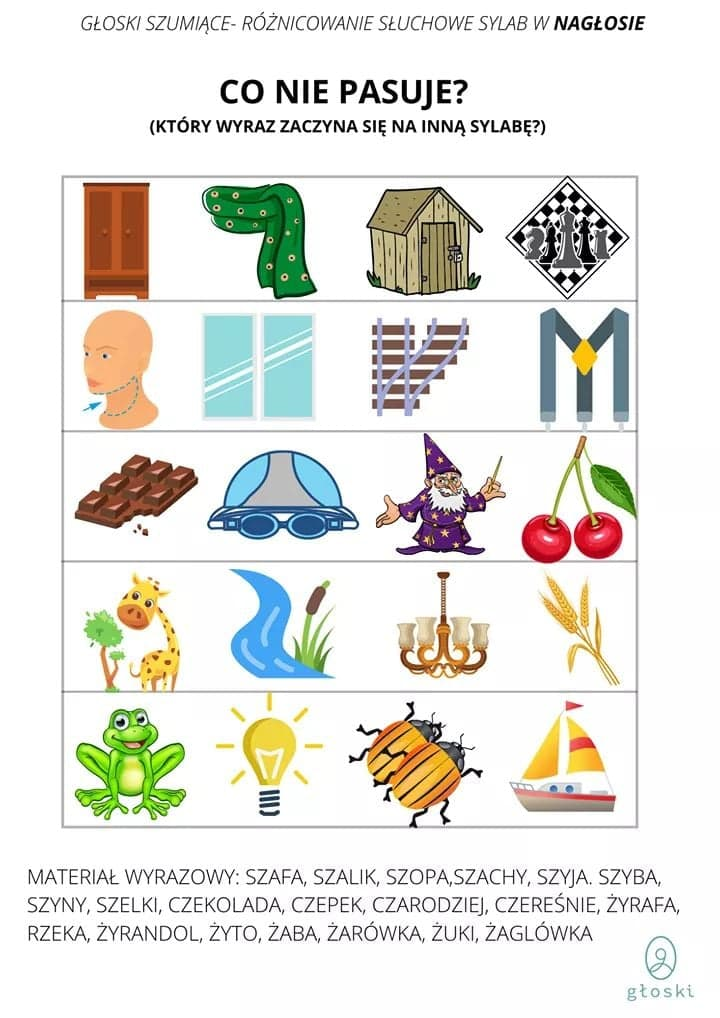 GŁOSKI SZUMIĄCE- RÓŻNICOWANIE SŁUCHOWE SYLAB W NAGŁOSIE
CO NIE PASUJE?
(KTÓRY WYRAZ ZACZYNA SIĘ NA INNĄ SYLABĘ?)
MATERIAŁ WYRAZOWY: SZAFA, SZALIK, SZOPA,SZACHY, SZYJA. SZYBA,
SZYNY, SZELKI, CZEKOLADA, CZEPEK, CZARODZIEJ, CZEREŚNIE, ŻYRAFA,
RZEKA, ŻYRANDOL, ŻYTO, ŻABA, ŻARÓWKA, ŻUKI, ŻAGLÓWKA
głoski